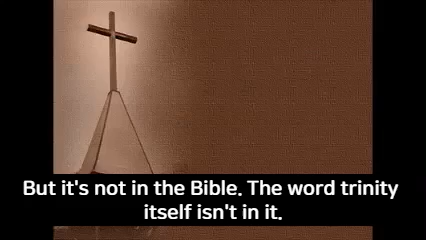 But it's not in the Bible. The word trinity
itself isn't in it.